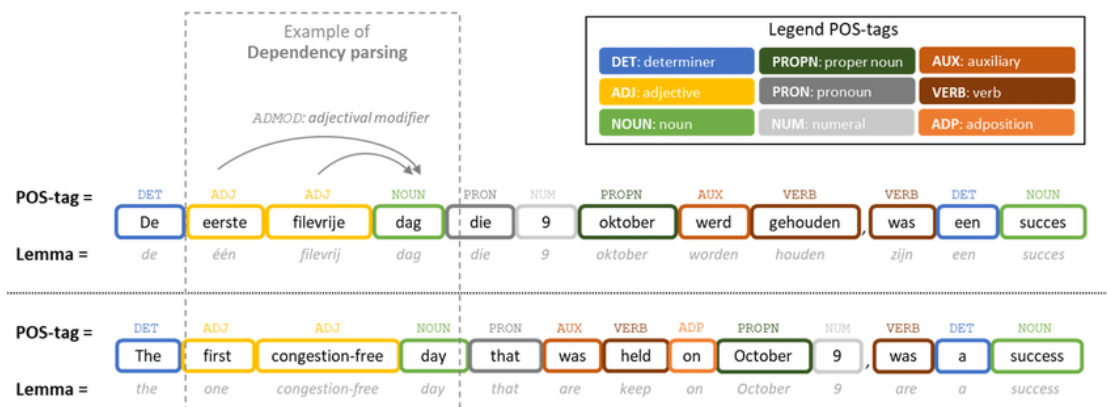 Example of
Dependency parsing
Legend POS-tags
DET: determiner PROPN: proper noun AUX: auxiliary
ADJ: adjective PRON: pronoun VERB: verb
NOUN: noun NUM: numeral ADP: adposition
ADMOD: adjectival modifier
POS-tag = DET ADJ ADJ NOUN PRON NUM PROPN AUX VERB VERB DET NOUN
De eerste filevrije dag die 9 oktober werd gehouden , was een succes
Lemma = de één filevrij dag die 9 oktober worden houden zijn een succes
POS-tag = DET ADJ ADJ NOUN PRON AUX VERB ADP PROPN NUM VERB DET NOUN
The first congestion-free day that was held on October 9 , was a success
Lemma = the one congestion-free day that are keep on October 9 are a success